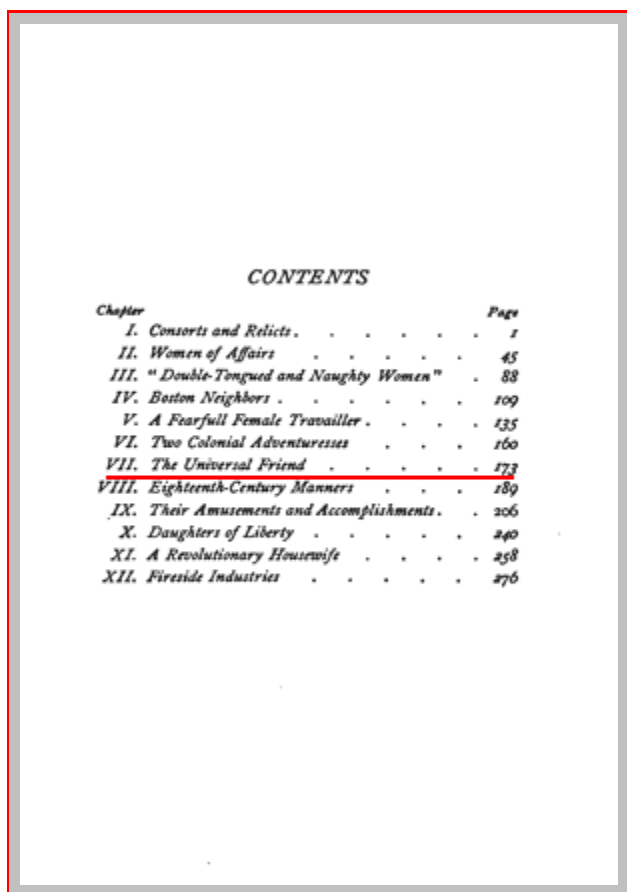 CONTENTS
Chapter Page
I. Consorts and Relicts . . . . . . 1
II. Women of Affairs . . . . . 45
III. "Double-Tongued and Naughty Women" . 88
IV. Boston Neighbors . . . . . . 109
V. A Fearfull Female Travailler . . . . 135
VI. Two Colonial Adventuresses . . . 160
VII. The Universal Friend . . . . . 173
VIII. Eighteenth-Century Manners . . . 189
IX. Their Amusements and Accomplishments . . 206
X. Daughters of Liberty . . . . . 240
XI. A Revolutionary Housewife . . . . 258
XII. Fireside Industries . . . . . 276